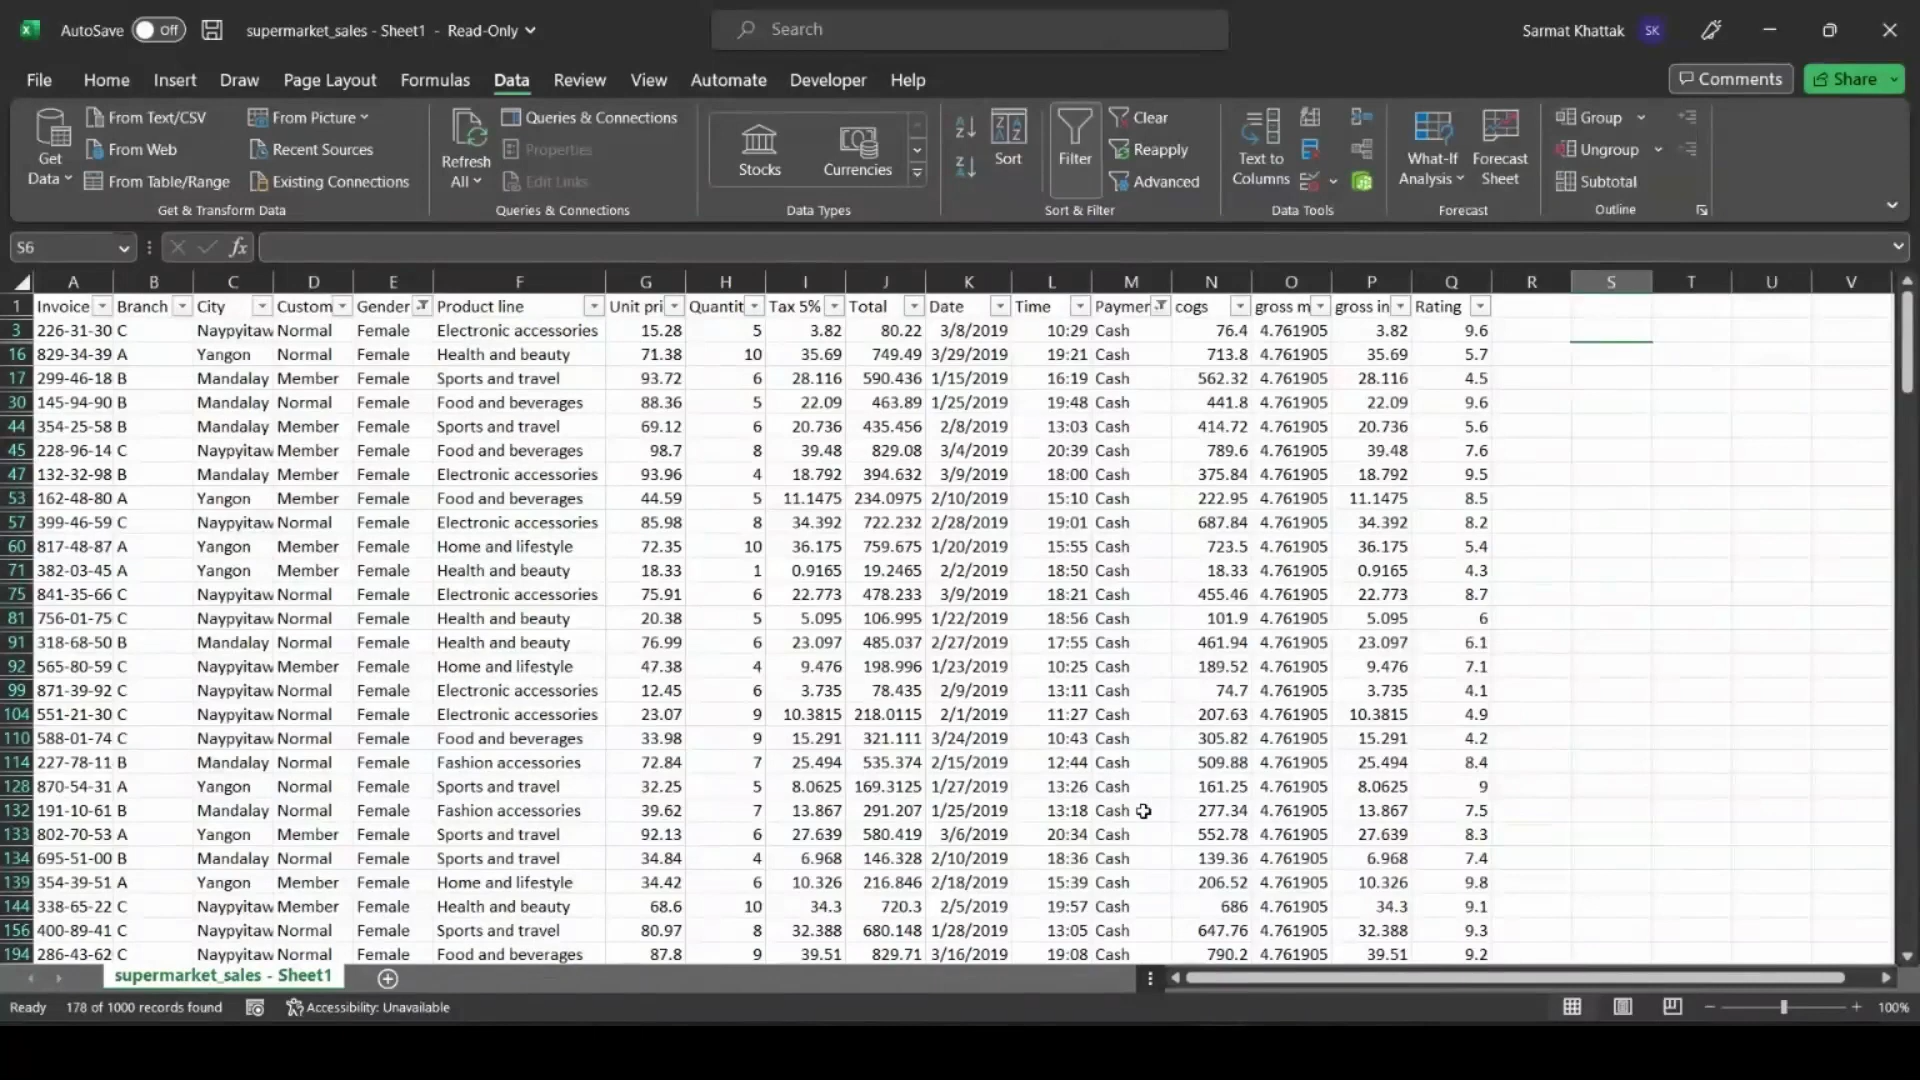 AutoSave Off supermarket_sales - Sheet1 - Read-Only Search Sarmat Khattak SK
File Home Insert Draw Page Layout Formulas Data Review View Automate Developer Help Comments Share
Get Data From Text/CSV From Web From Table/Range From Picture Recent Sources Existing Connections
Get & Transform Data
Refresh All Queries & Connections Properties Edit Links
Queries & Connections
Stocks Currencies
Data Types
Sort Filter Clear Reapply Advanced
Sort & Filter
Text to Columns
Data Tools
What-If Analysis Forecast Sheet
Forecast
Group Ungroup Subtotal
Outline
S6 fx
A B C D E F G H I J K L M N O P Q R S T U V
1 Invoice Branch City Custom Gender Product line Unit pri Quantit Tax 5% Total Date Time Paymer cogs gross m gross in Rating
3 226-31-30 C Naypyitaw Normal Female Electronic accessories 15.28 5 3.82 80.22 3/8/2019 10:29 Cash 76.4 4.761905 3.82 9.6
16 829-34-39 A Yangon Normal Female Health and beauty 71.38 10 35.69 749.49 3/29/2019 19:21 Cash 713.8 4.761905 35.69 5.7
17 299-46-18 B Mandalay Member Female Sports and travel 93.72 6 28.116 590.436 1/15/2019 16:19 Cash 562.32 4.761905 28.116 4.5
30 145-94-90 B Mandalay Normal Female Food and beverages 88.36 5 22.09 463.89 1/25/2019 19:48 Cash 441.8 4.761905 22.09 9.6
44 354-25-58 B Mandalay Member Female Sports and travel 69.12 6 20.736 435.456 2/8/2019 13:03 Cash 414.72 4.761905 20.736 5.6
45 228-96-14 C Naypyitaw Member Female Food and beverages 98.7 8 39.48 829.08 3/4/2019 20:39 Cash 789.6 4.761905 39.48 7.6
47 132-32-98 B Mandalay Member Female Electronic accessories 93.96 4 18.792 394.632 3/9/2019 18:00 Cash 375.84 4.761905 18.792 9.5
53 162-48-80 A Yangon Member Female Food and beverages 44.59 5 11.1475 234.0975 2/10/2019 15:10 Cash 222.95 4.761905 11.1475 8.5
57 399-46-59 C Naypyitaw Normal Female Electronic accessories 85.98 8 34.392 722.232 2/28/2019 19:01 Cash 687.84 4.761905 34.392 8.2
60 817-48-87 A Yangon Member Female Home and lifestyle 72.35 10 36.175 759.675 1/20/2019 15:55 Cash 723.5 4.761905 36.175 5.4
71 382-03-45 A Yangon Member Female Health and beauty 18.33 1 0.9165 19.2465 2/2/2019 18:50 Cash 18.33 4.761905 0.9165 4.3
75 841-35-66 C Naypyitaw Normal Female Electronic accessories 75.91 6 22.773 478.233 3/9/2019 18:21 Cash 455.46 4.761905 22.773 8.7
81 756-01-75 C Naypyitaw Normal Female Health and beauty 20.38 5 5.095 106.995 1/22/2019 18:56 Cash 101.9 4.761905 5.095 6
91 318-68-50 B Mandalay Normal Female Health and beauty 76.99 6 23.097 485.037 2/27/2019 17:55 Cash 461.94 4.761905 23.097 6.1
92 565-80-59 C Naypyitaw Member Female Home and lifestyle 47.38 4 9.476 198.996 1/23/2019 10:25 Cash 189.52 4.761905 9.476 7.1
99 871-39-92 C Naypyitaw Normal Female Electronic accessories 12.45 6 3.735 78.435 2/9/2019 13:11 Cash 74.7 4.761905 3.735 4.1
104 551-21-30 C Naypyitaw Normal Female Electronic accessories 23.07 9 10.3815 218.0115 2/1/2019 11:27 Cash 207.63 4.761905 10.3815 4.9
110 588-01-74 C Naypyitaw Normal Female Food and beverages 33.98 9 15.291 321.111 3/24/2019 10:43 Cash 305.82 4.761905 15.291 4.2
114 227-78-11 B Mandalay Normal Female Fashion accessories 72.84 7 25.494 535.374 2/15/2019 12:44 Cash 509.88 4.761905 25.494 8.4
128 870-54-31 A Yangon Normal Female Sports and travel 32.25 5 8.0625 169.3125 1/27/2019 13:26 Cash 161.25 4.761905 8.0625 9
132 191-10-61 B Mandalay Normal Female Fashion accessories 39.62 7 13.867 291.207 1/25/2019 13:18 Cash 277.34 4.761905 13.867 7.5
133 802-70-53 A Yangon Member Female Sports and travel 92.13 6 27.639 580.419 3/6/2019 20:34 Cash 552.78 4.761905 27.639 8.3
134 695-51-00 B Mandalay Normal Female Sports and travel 34.84 4 6.968 146.328 2/10/2019 18:36 Cash 139.36 4.761905 6.968 7.4
139 354-39-51 A Yangon Member Female Home and lifestyle 34.42 6 10.326 216.846 2/18/2019 15:39 Cash 206.52 4.761905 10.326 9.8
144 338-65-22 C Naypyitaw Member Female Health and beauty 68.6 10 34.3 720.3 2/5/2019 19:57 Cash 686 4.761905 34.3 9.1
156 400-89-41 C Naypyitaw Normal Female Sports and travel 80.97 8 32.388 680.148 1/28/2019 13:05 Cash 647.76 4.761905 32.388 9.3
194 286-43-62 C Naypyitaw Normal Female Food and beverages 87.8 9 39.51 829.71 3/16/2019 19:08 Cash 790.2 4.761905 39.51 9.2
supermarket_sales - Sheet1
Ready 178 of 1000 records found Accessibility: Unavailable 100%